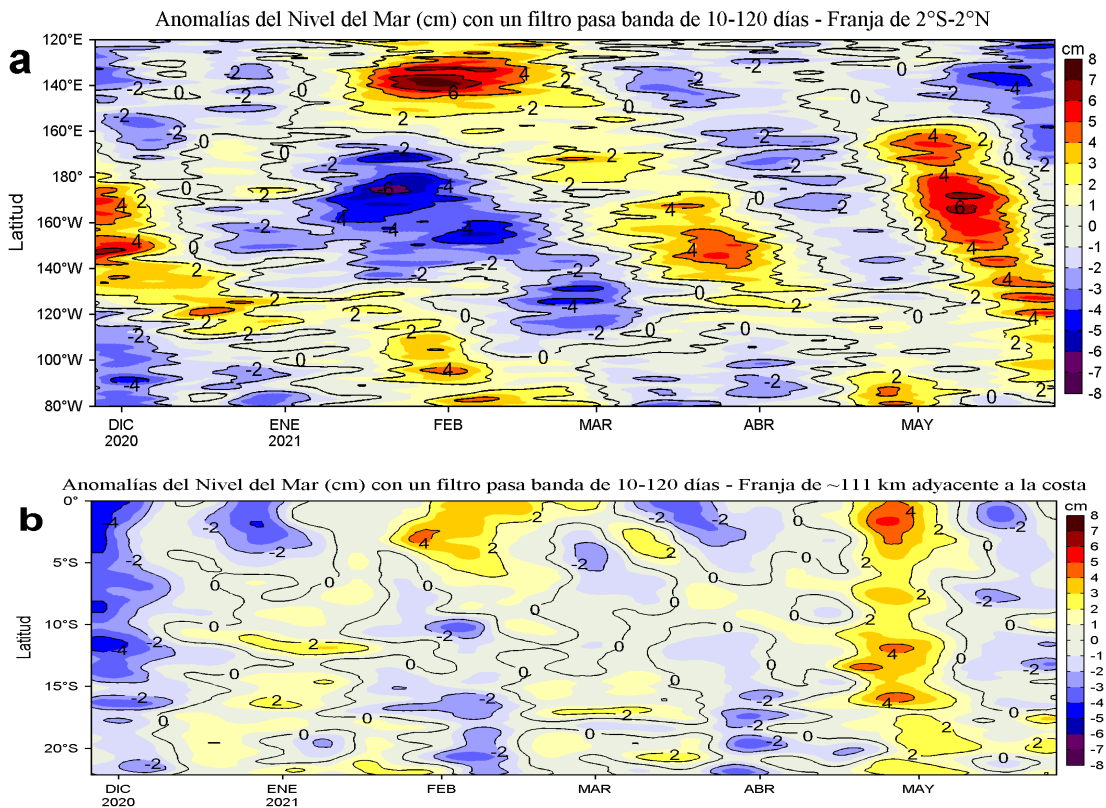 Anomalías del Nivel del Mar (cm) con un filtro pasa banda de 10-120 días - Franja de 2°S-2°N
a
Latitud
120°E
140°E
160°E
180°
160°W
140°W
120°W
100°W
80°W
DIC ENE FEB MAR ABR MAY
2020 2021
cm
8
7
6
5
4
3
2
1
0
-1
-2
-3
-4
-5
-6
-7
-8
Anomalías del Nivel del Mar (cm) con un filtro pasa banda de 10-120 días - Franja de ~111 km adyacente a la costa
b
Latitud
0°
5°S
10°S
15°S
20°S
DIC ENE FEB MAR ABR MAY
2020 2021
cm
8
7
6
5
4
3
2
1
0
-1
-2
-3
-4
-5
-6
-7
-8